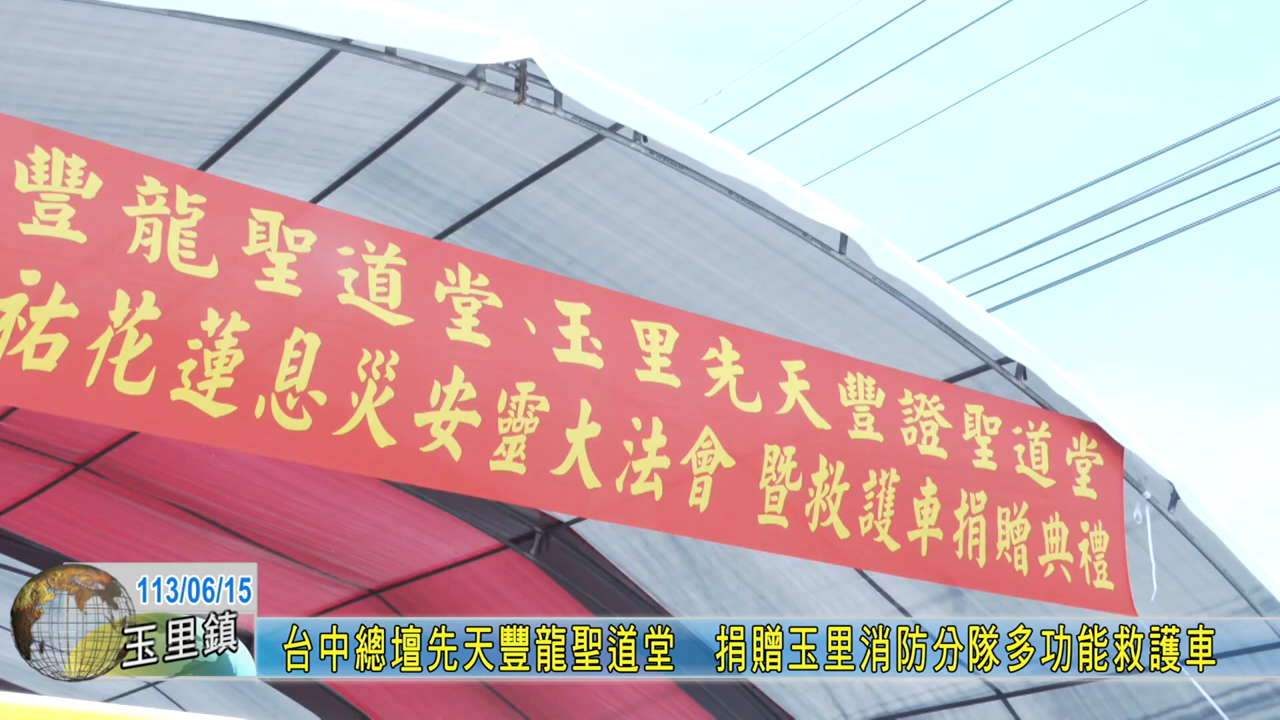 豐龍聖道堂、玉里先天豐證聖道堂
祐花蓮息災安靈大法會 暨救護車捐贈典禮
113/06/15
玉里鎮
台中總壇先天豐龍聖道堂 捐贈玉里消防分隊多功能救護車